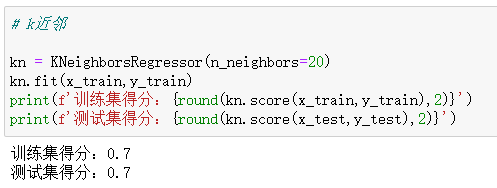 # k近邻
kn = KNeighborsRegressor(n_neighbors=20)
kn.fit(x_train,y_train)
print(f'训练集得分: {round(kn.score(x_train,y_train),2)}')
print(f'测试集得分: {round(kn.score(x_test,y_test),2)}')
训练集得分: 0.7
测试集得分: 0.7